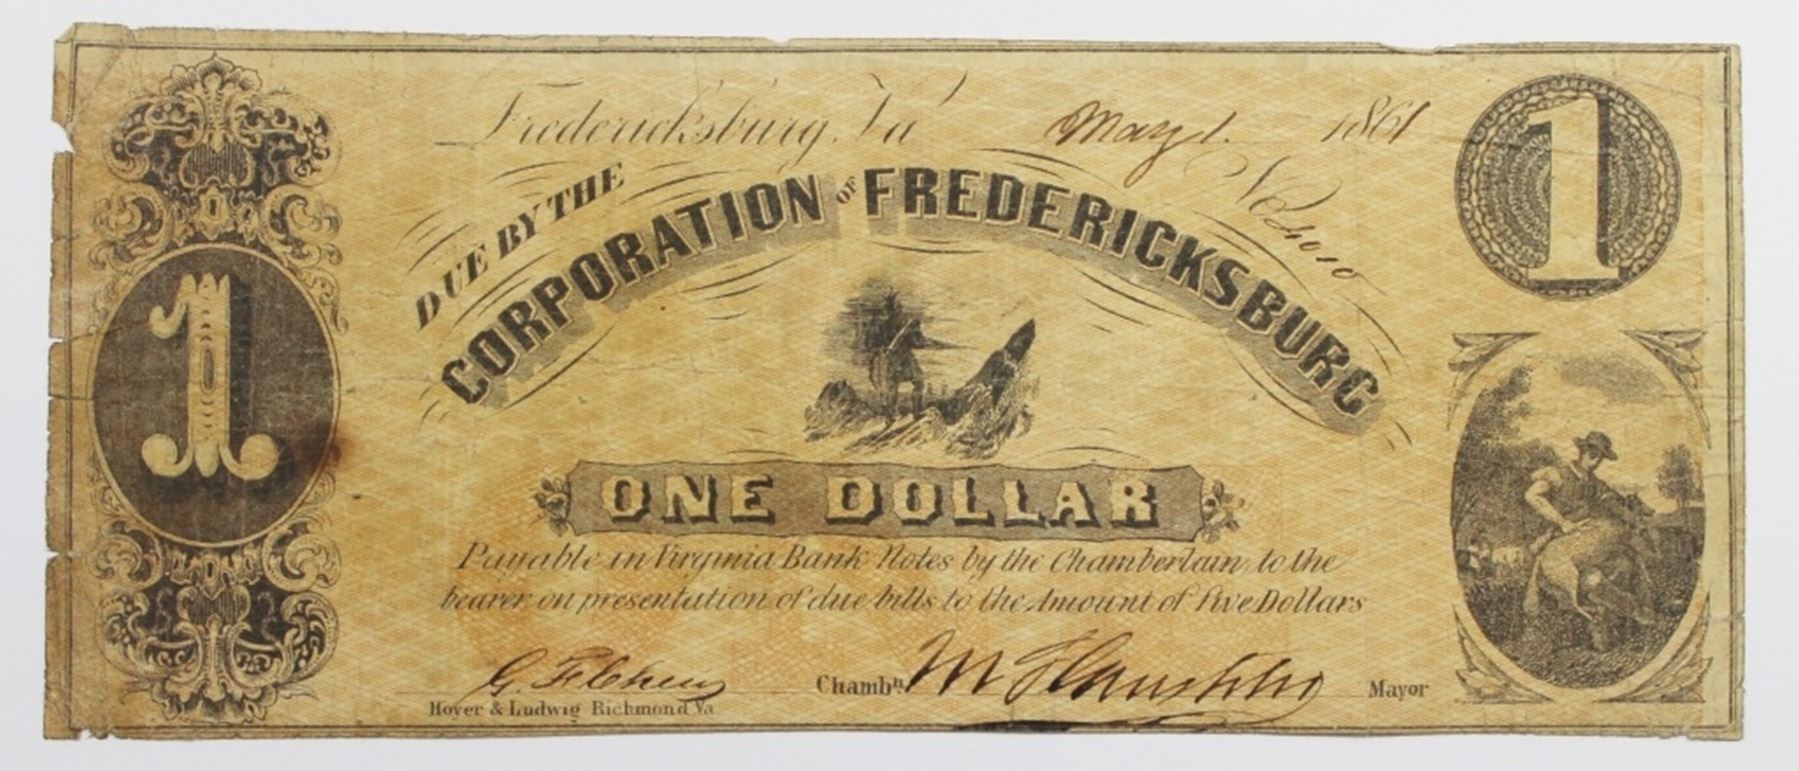 Fredericksburg, Va May 1. 1861
1
No
DUE BY THE
CORPORATION OF FREDERICKSBURG
1
ONE DOLLAR
Payable in Virginia Bank Notes by the Chamberlain, to the
bearer on presentation of due bills to the Amount of Five Dollars
Chambn Mayor
Hoyer & Ludwig Richmond Va